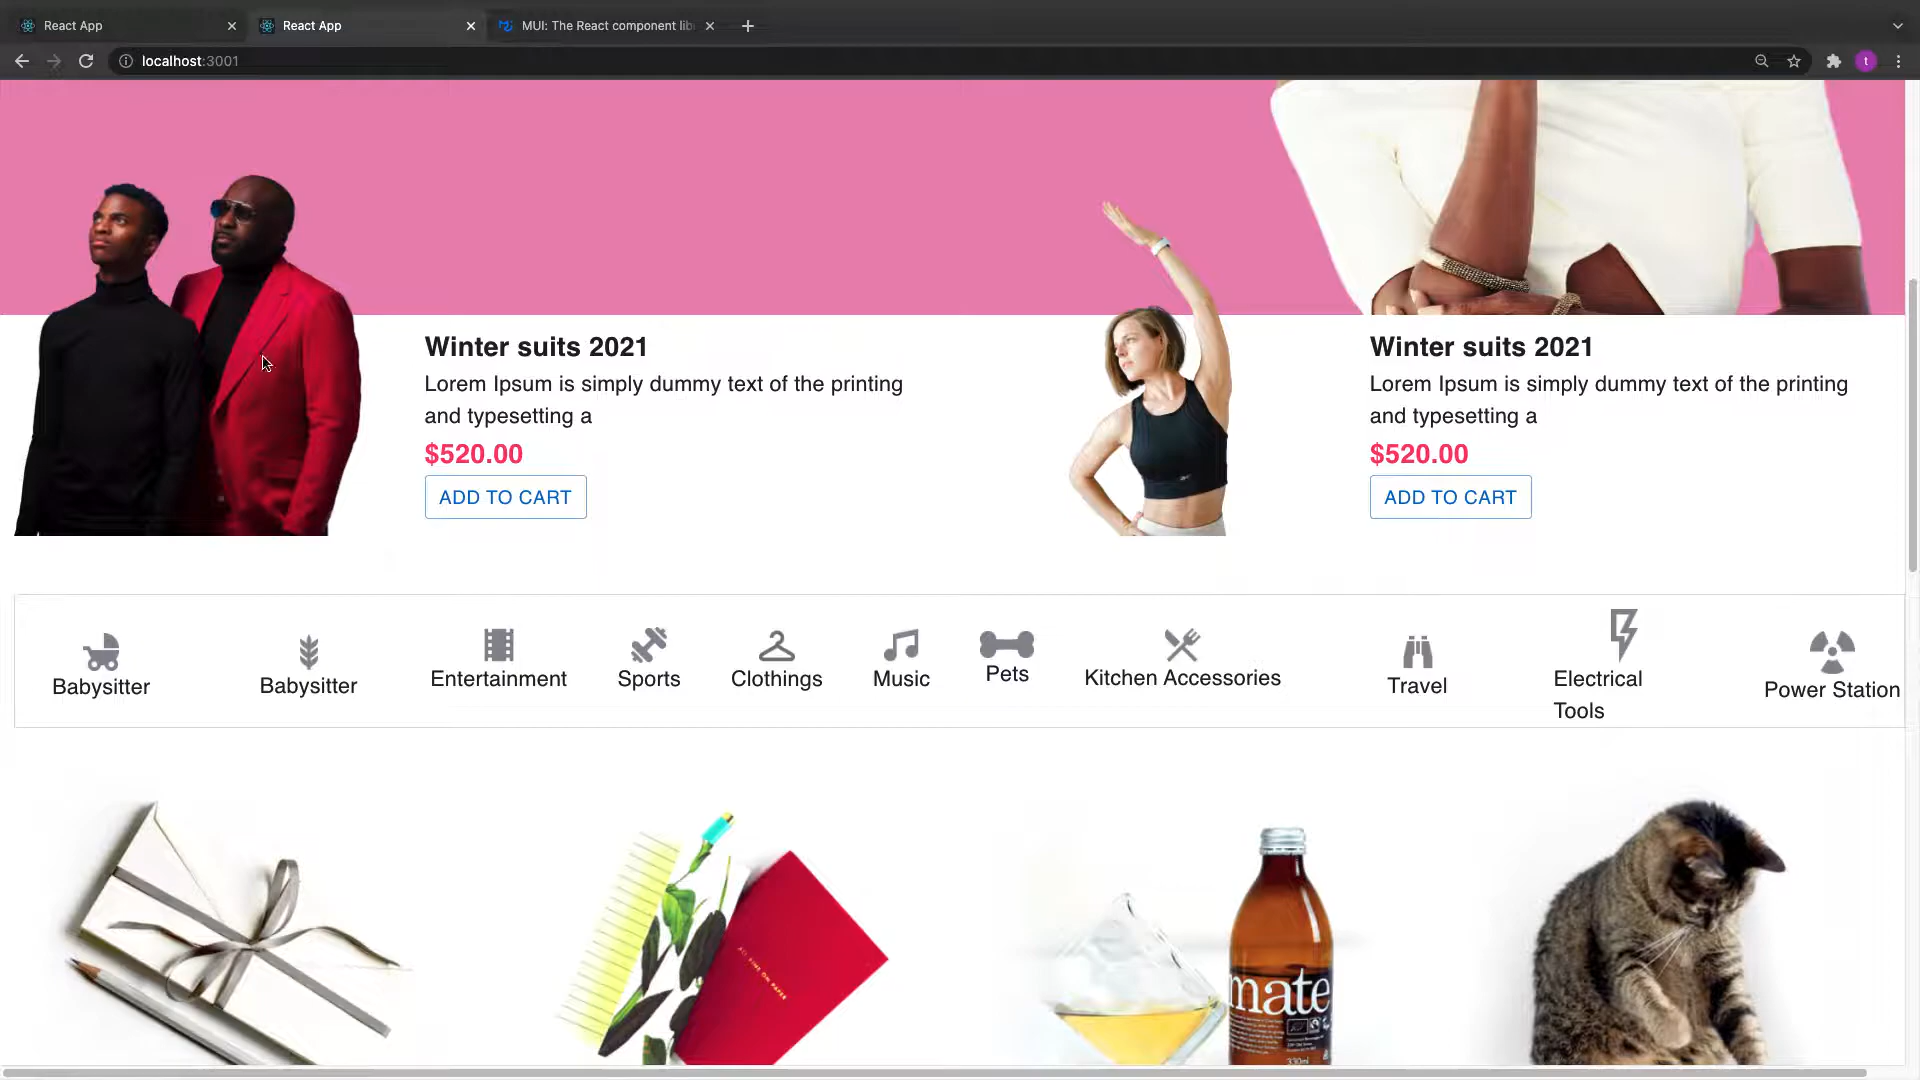 React App
React App
MUI: The React component lib
localhost:3001
t
Winter suits 2021
Lorem Ipsum is simply dummy text of the printing
and typesetting a
$520.00
ADD TO CART
Winter suits 2021
Lorem Ipsum is simply dummy text of the printing
and typesetting a
$520.00
ADD TO CART
Babysitter
Babysitter
Entertainment
Sports
Clothings
Music
Pets
Kitchen Accessories
Travel
Electrical
Tools
Power Station
mate
330ml